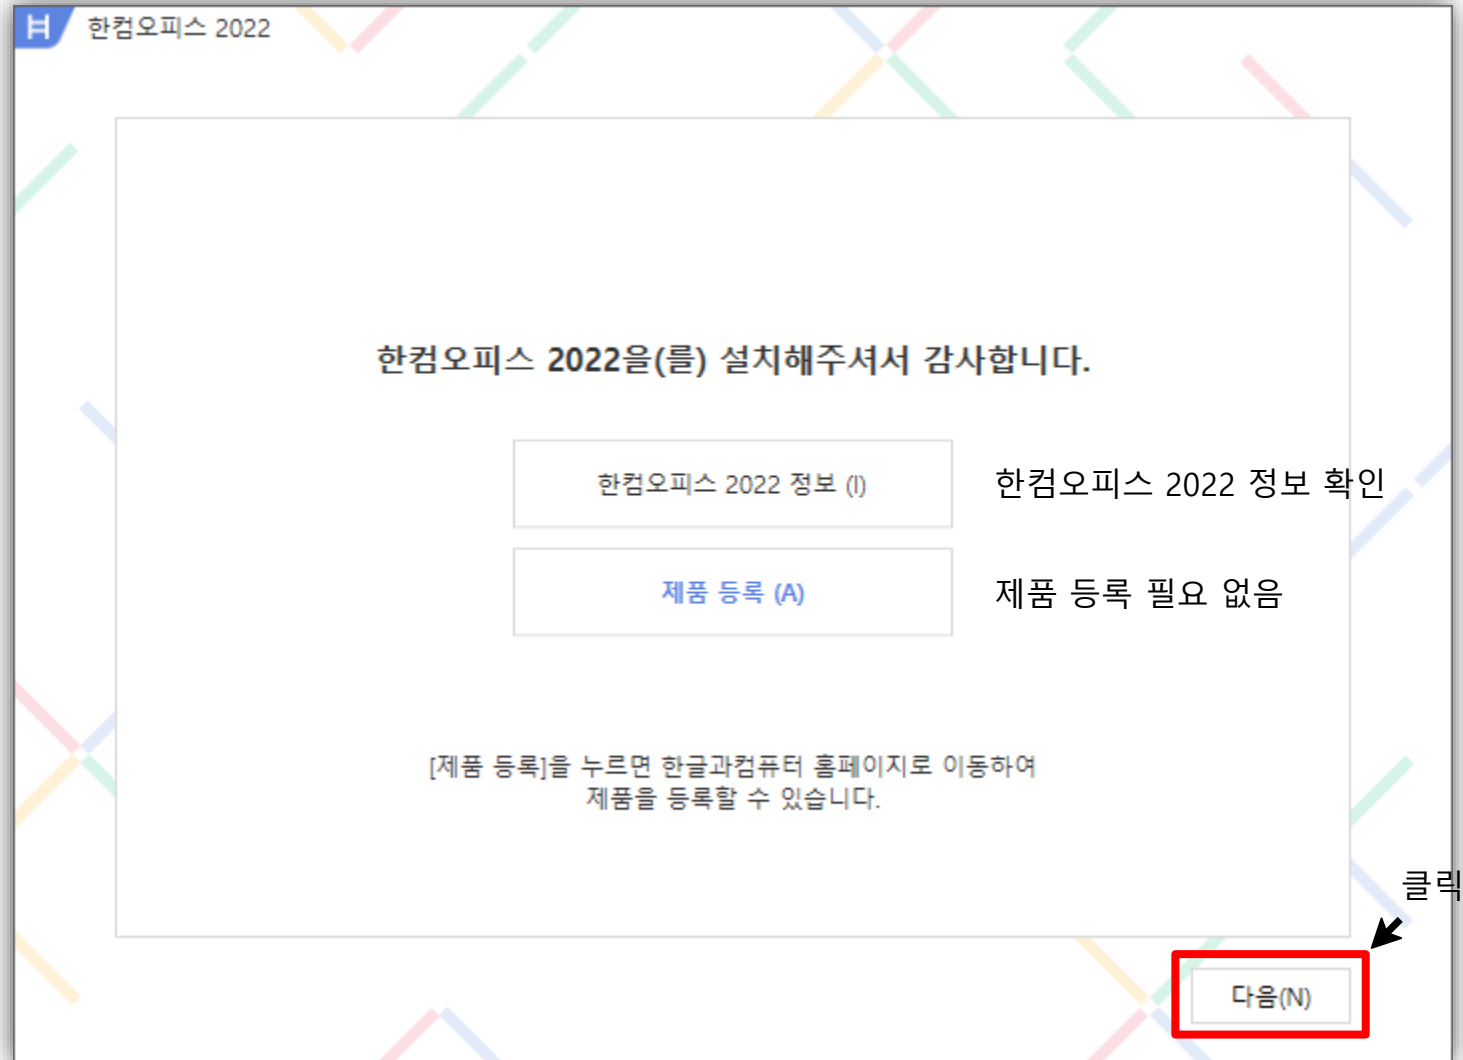 한컴오피스 2022
한컴오피스 2022을(를) 설치해주셔서 감사합니다.
한컴오피스 2022 정보 (I)
한컴오피스 2022 정보 확인
제품 등록 (A)
제품 등록 필요 없음
[제품 등록]을 누르면 한글과컴퓨터 홈페이지로 이동하여
제품을 등록할 수 있습니다.
클릭
다음(N)